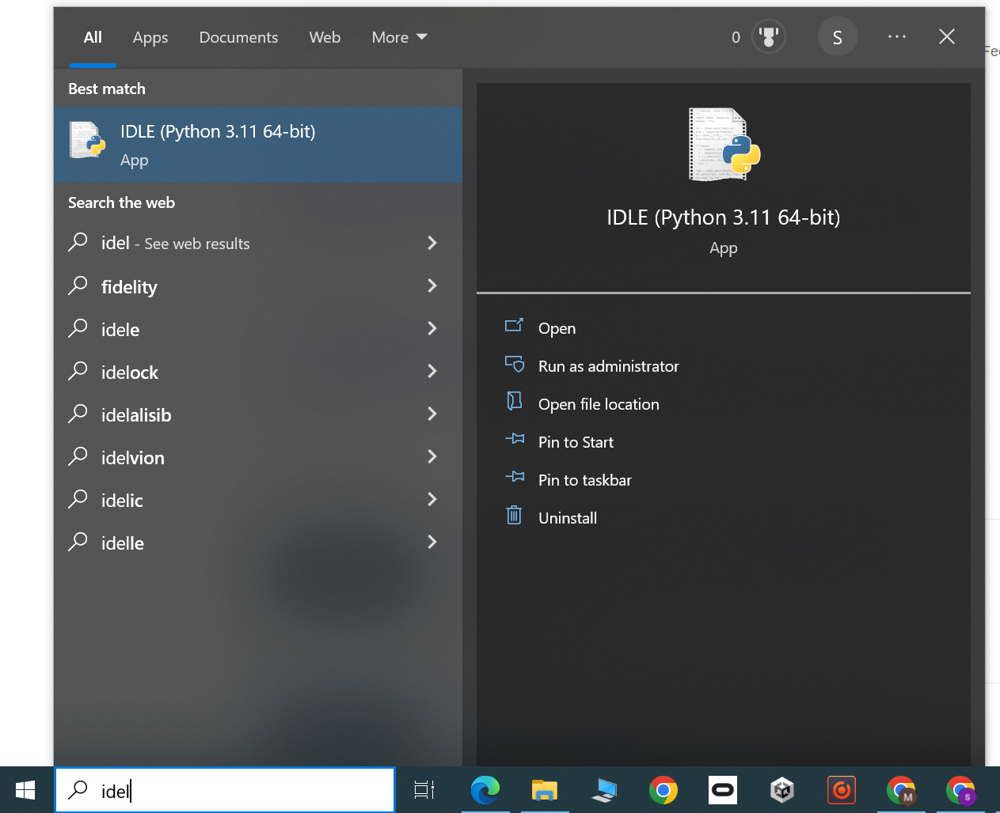 All Apps Documents Web More 0 S ... Fee
Best match
IDLE (Python 3.11 64-bit)
App
Search the web
idel - See web results
fidelity
idele
idelock
idelalisib
idelvion
idelic
idelle
IDLE (Python 3.11 64-bit)
App
Open
Run as administrator
Open file location
Pin to Start
Pin to taskbar
Uninstall
idel
M
S